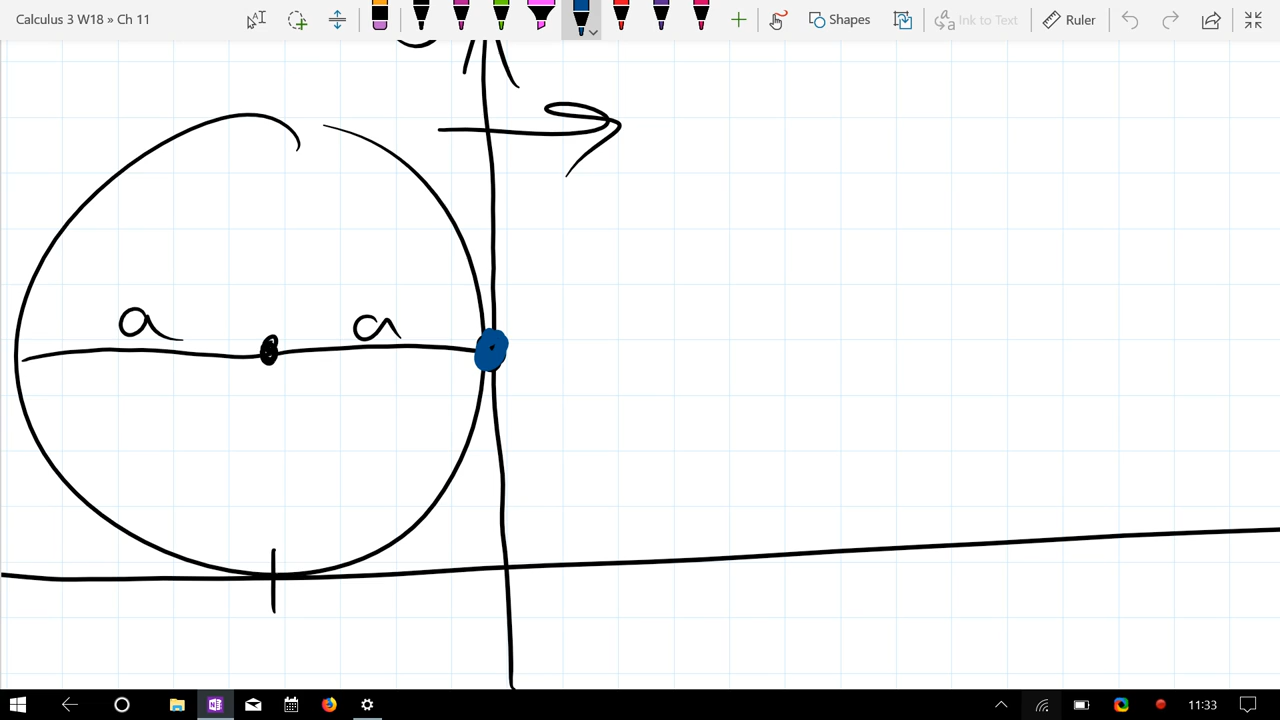 Calculus 3 W18 » Ch 11
Shapes
Ink to Text
Ruler
a a
11:33